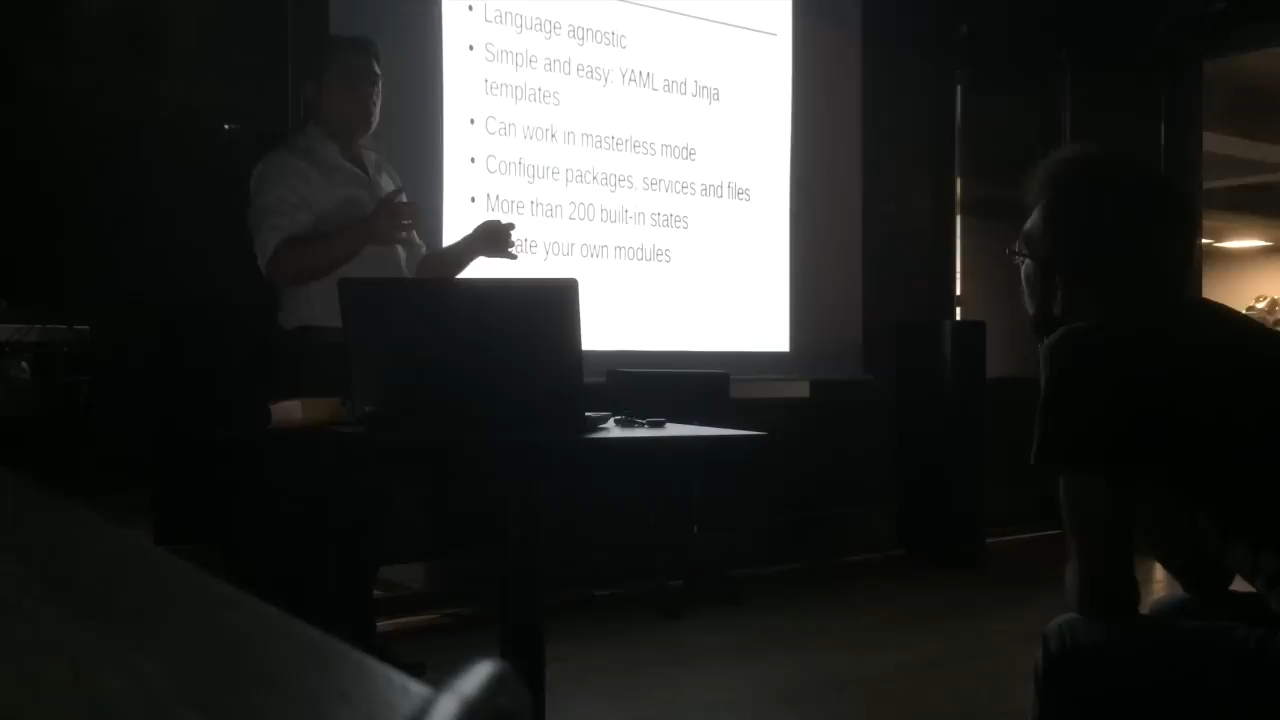 • Language agnostic
• Simple and easy: YAML and Jinja
templates
• Can work in masterless mode
• Configure packages, services and files
• More than 200 built-in states
ate your own modules